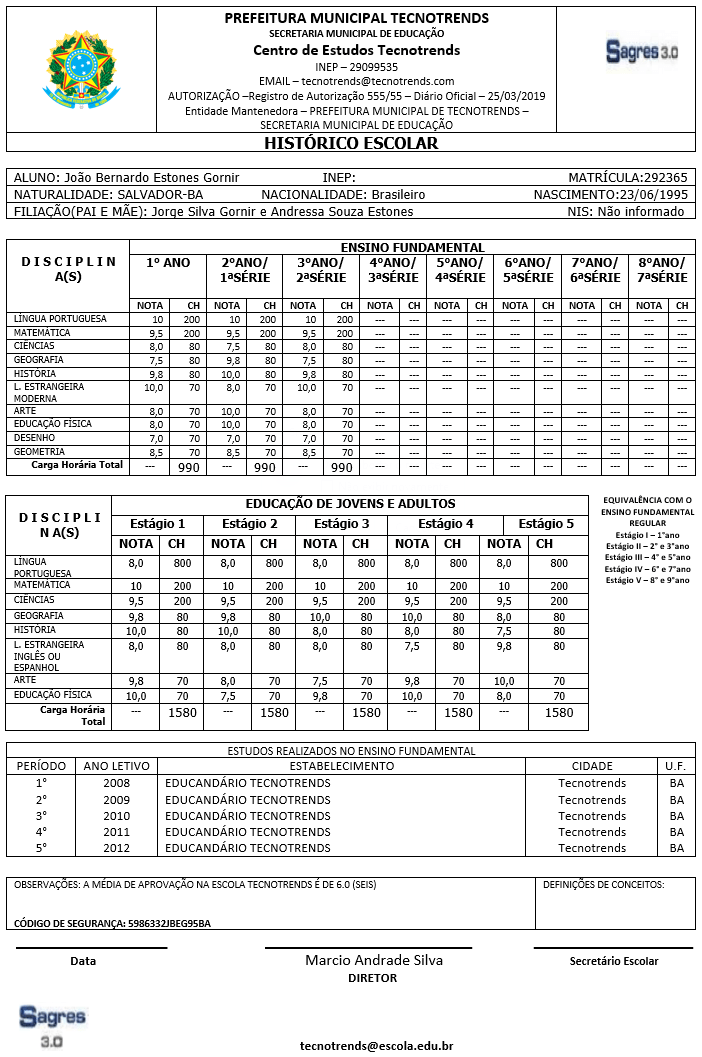 PREFEITURA MUNICIPAL TECNOTRENDS
SECRETARIA MUNICIPAL DE EDUCAÇÃO
Centro de Estudos Tecnotrends
INEP – 29099535
EMAIL – tecnotrends@tecnotrends.com
AUTORIZAÇÃO –Registro de Autorização 555/55 – Diário Oficial – 25/03/2019
Entidade Mantenedora – PREFEITURA MUNICIPAL DE TECNOTRENDS –
SECRETARIA MUNICIPAL DE EDUCAÇÃO
Sagres 3.0
HISTÓRICO ESCOLAR
ALUNO: João Bernardo Estones Gornir INEP: MATRÍCULA:292365
NATURALIDADE: SALVADOR-BA NACIONALIDADE: Brasileiro NASCIMENTO:23/06/1995
FILIAÇÃO(PAI E MÃE): Jorge Silva Gornir e Andressa Souza Estones NIS: Não informado
ENSINO FUNDAMENTAL
D I S C I P L I N 1º ANO 2ºANO/ 3ºANO/ 4ºANO/ 5ºANO/ 6ºANO/ 7ºANO/ 8ºANO/
A(S) 1ªSÉRIE 2ªSÉRIE 3ªSÉRIE 4ªSÉRIE 5ªSÉRIE 6ªSÉRIE 7ªSÉRIE
NOTA CH NOTA CH NOTA CH NOTA CH NOTA CH NOTA CH NOTA CH NOTA CH
LÍNGUA PORTUGUESA 10 200 10 200 10 200 --- --- --- --- --- --- --- --- --- ---
MATEMÁTICA 9,5 200 9,5 200 9,5 200 --- --- --- --- --- --- --- --- --- ---
CIÊNCIAS 8,0 80 7,5 80 8,0 80 --- --- --- --- --- --- --- --- --- ---
GEOGRAFIA 7,5 80 9,8 80 7,5 80 --- --- --- --- --- --- --- --- --- ---
HISTÓRIA 9,8 80 10,0 80 9,8 80 --- --- --- --- --- --- --- --- --- ---
L. ESTRANGEIRA 10,0 70 8,0 70 10,0 70 --- --- --- --- --- --- --- --- --- ---
MODERNA
ARTE 8,0 70 10,0 70 8,0 70 --- --- --- --- --- --- --- --- --- ---
EDUCAÇÃO FÍSICA 8,0 70 10,0 70 8,0 70 --- --- --- --- --- --- --- --- --- ---
DESENHO 7,0 70 7,0 70 7,0 70 --- --- --- --- --- --- --- --- --- ---
GEOMETRIA 8,5 70 8,5 70 8,5 70 --- --- --- --- --- --- --- --- --- ---
Carga Horária Total --- 990 --- 990 --- 990 --- --- --- --- --- --- --- --- --- ---
D I S C I P L I EDUCAÇÃO DE JOVENS E ADULTOS
N A(S) Estágio 1 Estágio 2 Estágio 3 Estágio 4 Estágio 5
NOTA CH NOTA CH NOTA CH NOTA CH NOTA CH
LÍNGUA 8,0 800 8,0 800 8,0 800 8,0 800 8,0 800
PORTUGUESA
MATEMÁTICA 10 200 10 200 10 200 10 200 10 200
CIÊNCIAS 9,5 200 9,5 200 9,5 200 9,5 200 9,5 200
GEOGRAFIA 9,8 80 9,8 80 10,0 80 10,0 80 8,0 80
HISTÓRIA 10,0 80 10,0 80 8,0 80 8,0 80 7,5 80
L. ESTRANGEIRA 8,0 80 8,0 80 8,0 80 7,5 80 9,8 80
INGLÊS OU
ESPANHOL
ARTE 9,8 70 8,0 70 7,5 70 9,8 70 10,0 70
EDUCAÇÃO FÍSICA 10,0 70 7,5 70 9,8 70 10,0 70 8,0 70
Carga Horária --- 1580 --- 1580 --- 1580 --- 1580 --- 1580
Total
EQUIVALÊNCIA COM O
ENSINO FUNDAMENTAL
REGULAR
Estágio I – 1°ano
Estágio II – 2° e 3°ano
Estágio III – 4° e 5°ano
Estágio IV – 6° e 7°ano
Estágio V – 8° e 9°ano
ESTUDOS REALIZADOS NO ENSINO FUNDAMENTAL
PERÍODO ANO LETIVO ESTABELECIMENTO CIDADE U.F.
1° 2008 EDUCANDÁRIO TECNOTRENDS Tecnotrends BA
2° 2009 EDUCANDÁRIO TECNOTRENDS Tecnotrends BA
3° 2010 EDUCANDÁRIO TECNOTRENDS Tecnotrends BA
4° 2011 EDUCANDÁRIO TECNOTRENDS Tecnotrends BA
5° 2012 EDUCANDÁRIO TECNOTRENDS Tecnotrends BA
OBSERVAÇÕES: A MÉDIA DE APROVAÇÃO NA ESCOLA TECNOTRENDS É DE 6.0 (SEIS) DEFINIÇÕES DE CONCEITOS:
CÓDIGO DE SEGURANÇA: 5986332JBEG95BA
Data Marcio Andrade Silva Secretário Escolar
DIRETOR
Sagres
3.0
tecnotrends@escola.edu.br